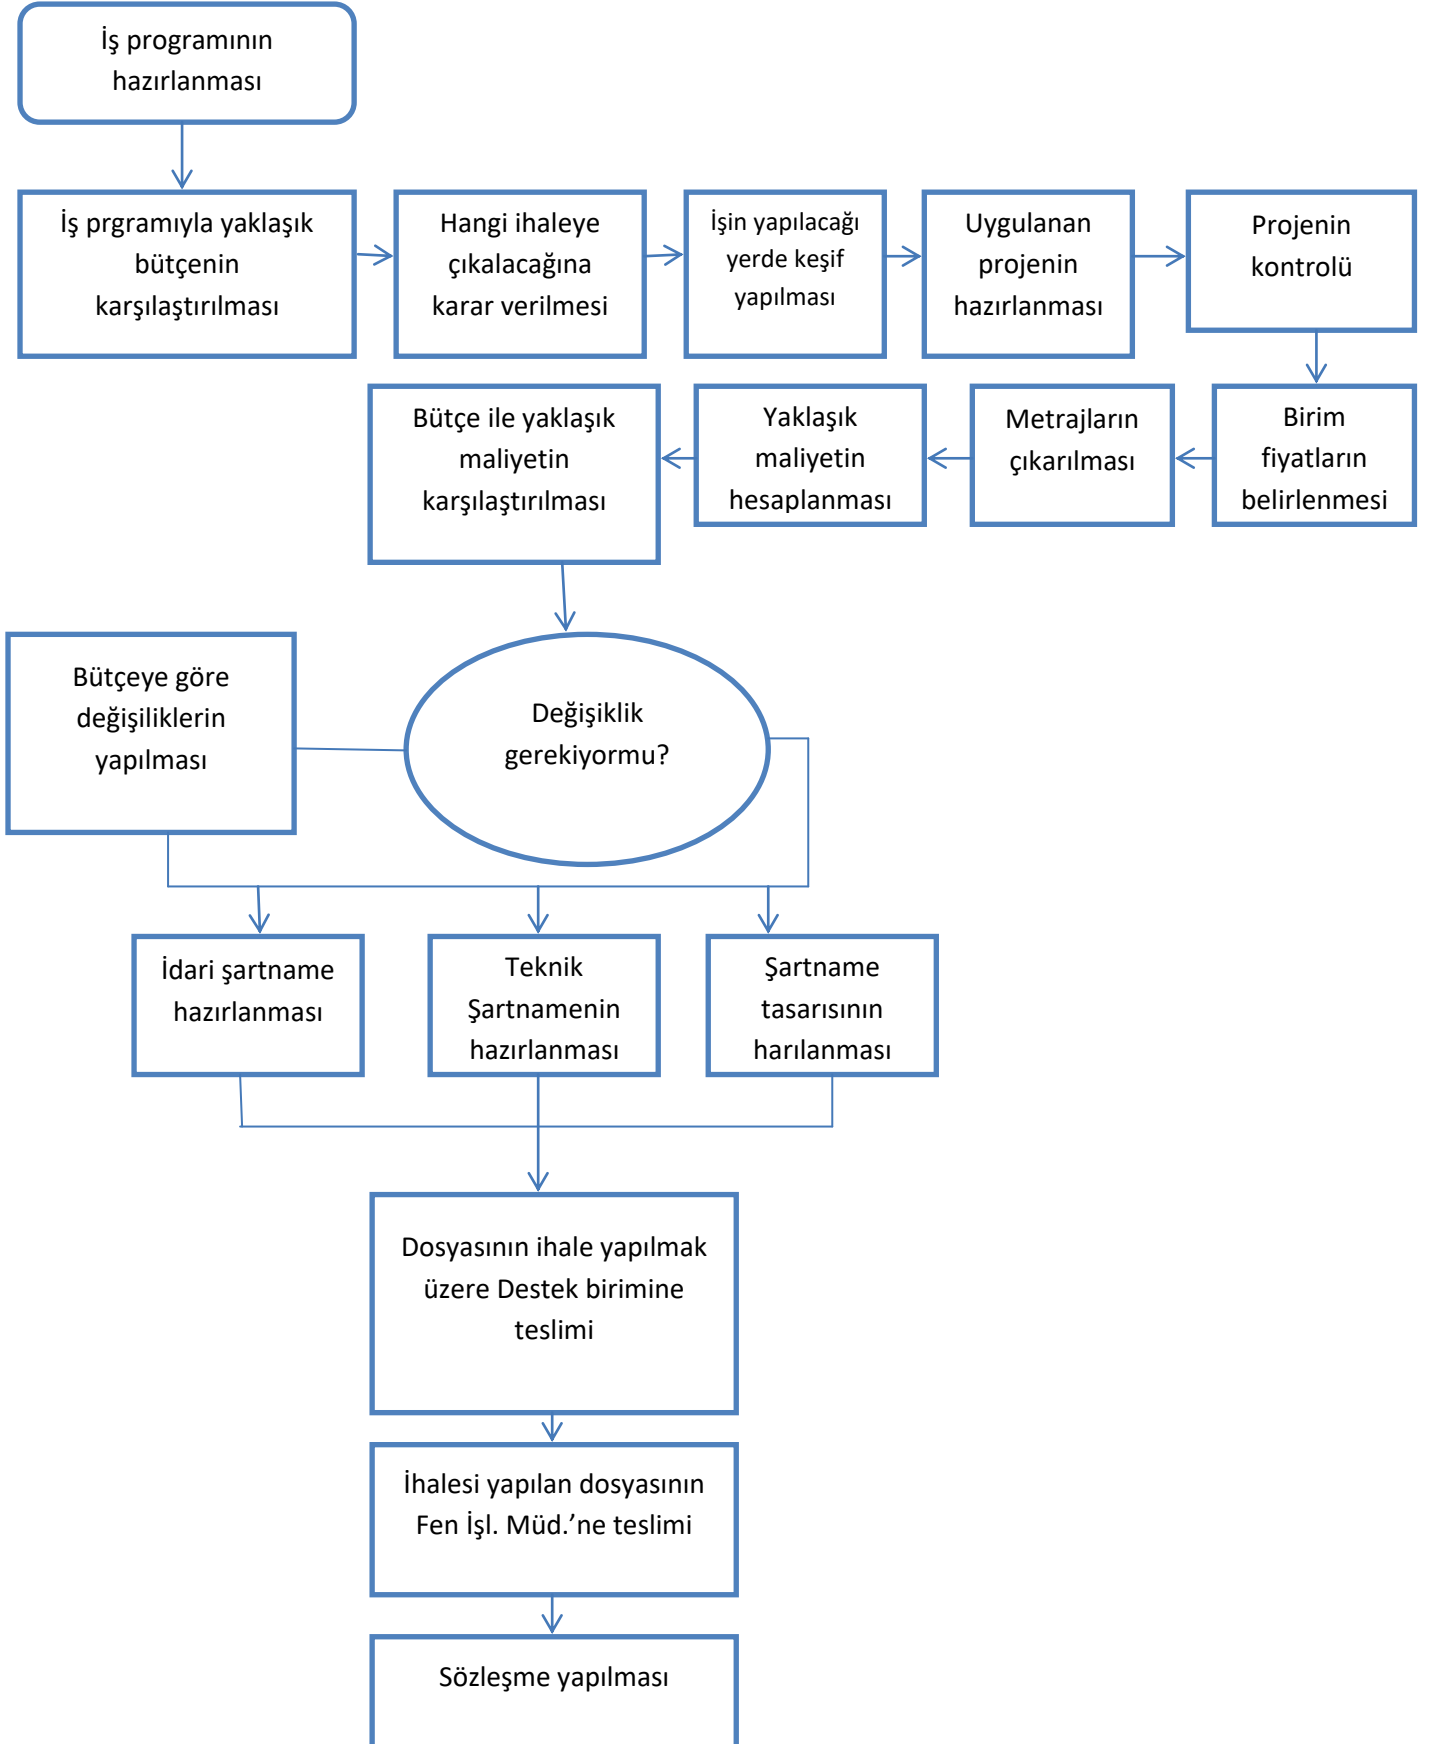 İş programının
hazırlanması
İş prgramıyla yaklaşık
bütçenin
karşılaştırılması
Hangi ihaleye
çıkalacağına
karar verilmesi
İşin yapılacağı
yerde keşif
yapılması
Uygulanan
projenin
hazırlanması
Projenin
kontrolü
Birim
fiyatların
belirlenmesi
Metrajların
çıkarılması
Yaklaşık
maliyetin
hesaplanması
Bütçe ile yaklaşık
maliyetin
karşılaştırılması
Değişiklik
gerekiyormu?
Bütçeye göre
değişiliklerin
yapılması
İdari şartname
hazırlanması
Teknik
Şartnamenin
hazırlanması
Şartname
tasarısının
harılanması
Dosyasının ihale yapılmak
üzere Destek birimine
teslimi
İhalesi yapılan dosyasının
Fen İşl. Müd.’ne teslimi
Sözleşme yapılması